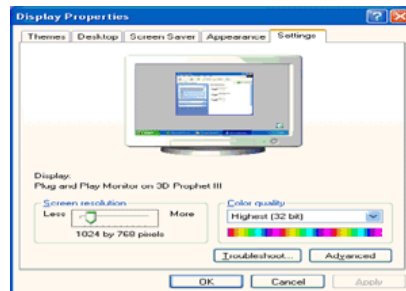 Display Properties
Themes Desktop Screen Saver Appearance Settings
Display:
Plug and Play Monitor on 3D Prophet III
Screen resolution
Less More
1024 by 768 pixels
Color quality
Highest (32 bit)
Troubleshoot... Advanced
OK Cancel Apply